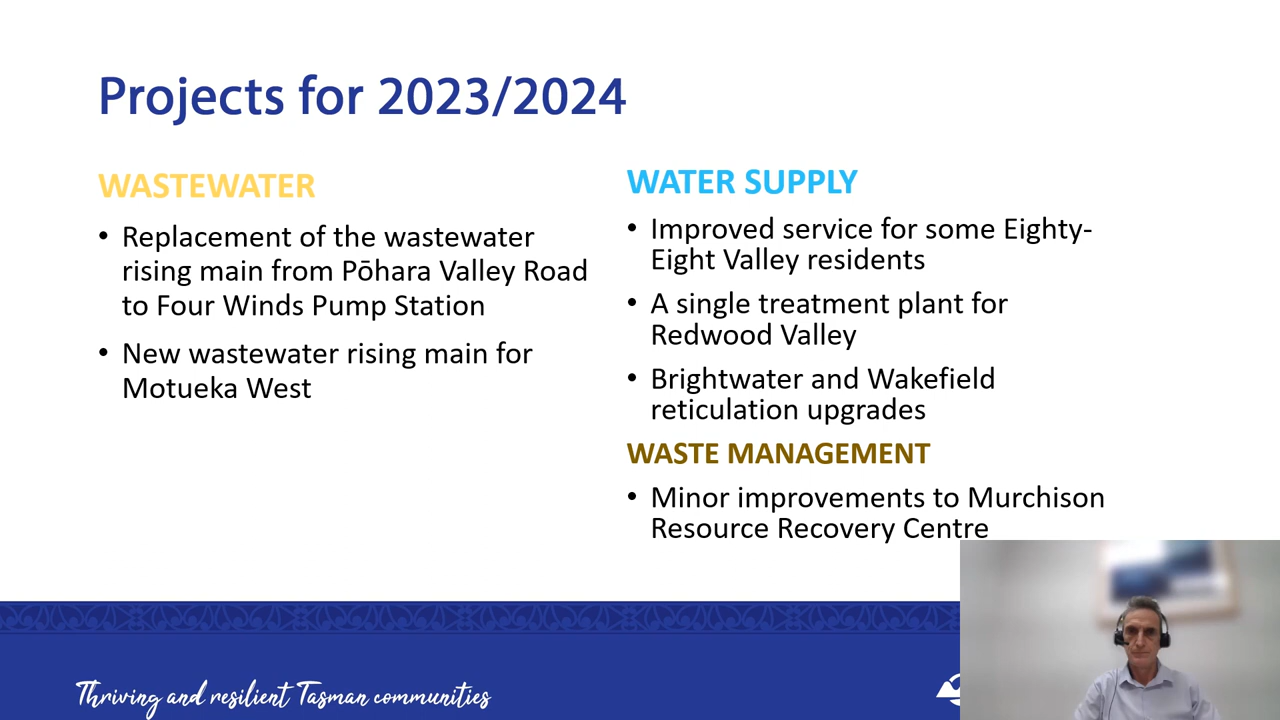 Projects for 2023/2024
WASTEWATER
• Replacement of the wastewater
rising main from Pōhara Valley Road
to Four Winds Pump Station
• New wastewater rising main for
Motueka West
WATER SUPPLY
• Improved service for some Eighty-
Eight Valley residents
• A single treatment plant for
Redwood Valley
• Brightwater and Wakefield
reticulation upgrades
WASTE MANAGEMENT
• Minor improvements to Murchison
Resource Recovery Centre
Thriving and resilient Tasman communities